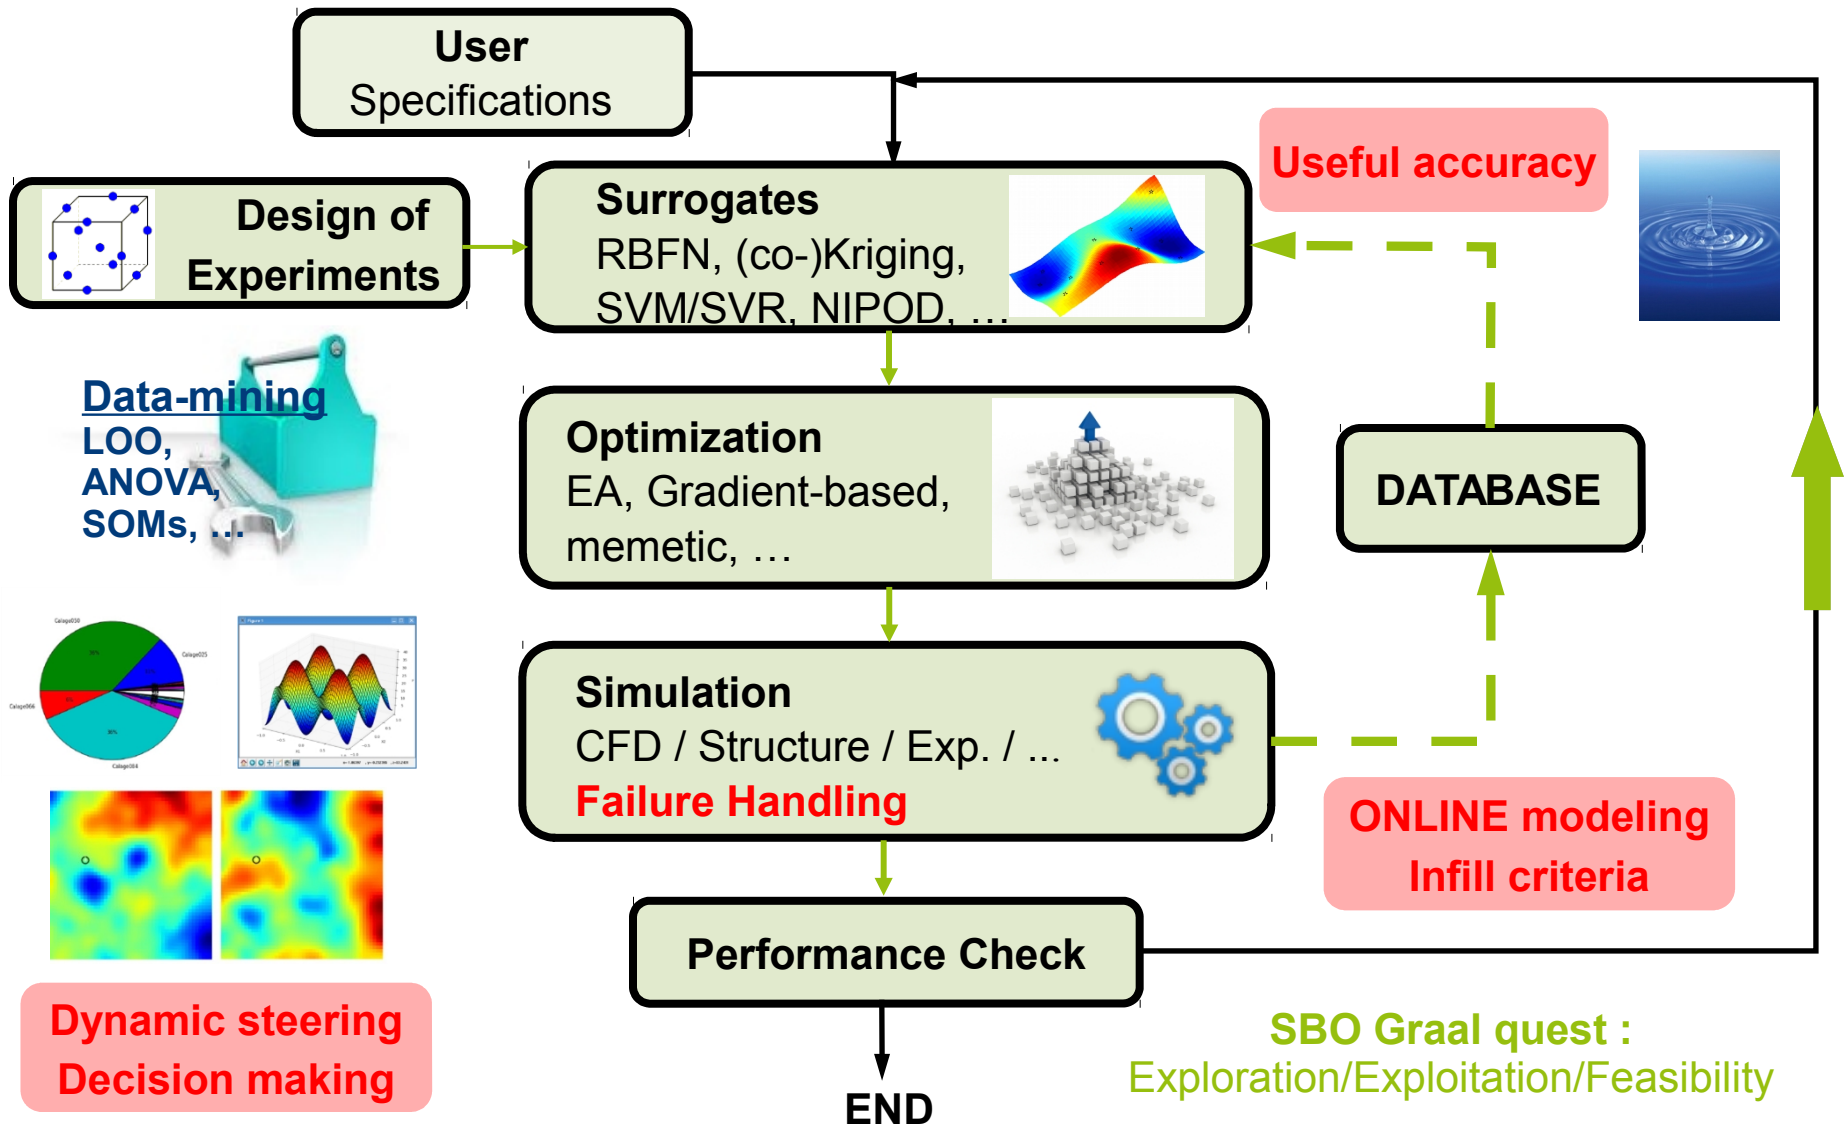 User
Specifications
Useful accuracy
Design of
Experiments
Surrogates
RBFN, (co-)Kriging,
SVM/SVR, NIPOD, …
Data-mining
LOO,
ANOVA,
SOMs, …
Optimization
EA, Gradient-based,
memetic, …
DATABASE
Simulation
CFD / Structure / Exp. / ...
Failure Handling
ONLINE modeling
Infill criteria
Performance Check
Dynamic steering
Decision making
SBO Graal quest :
Exploration/Exploitation/Feasibility
END